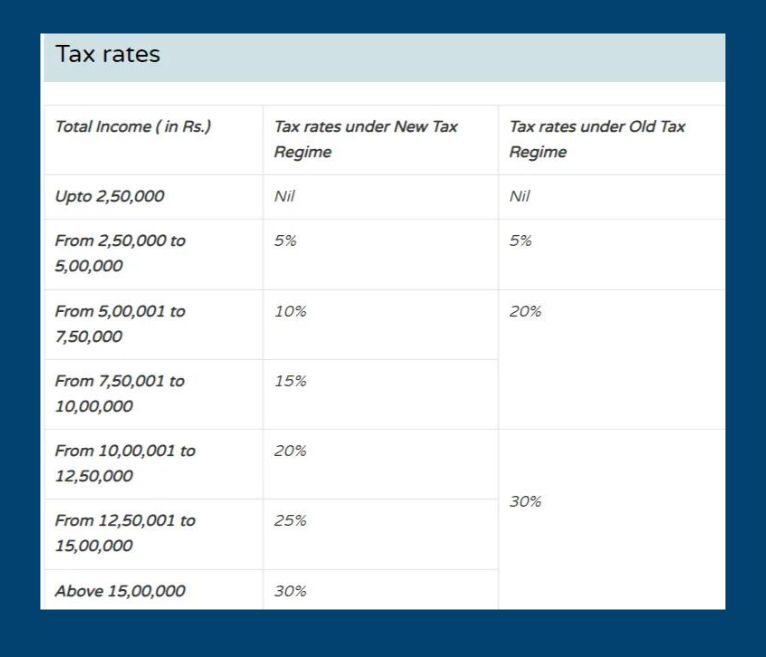 Tax rates
Total Income ( in Rs.)
Tax rates under New Tax
Regime
Tax rates under Old Tax
Regime
Upto 2,50,000
Nil
Nil
From 2,50,000 to
5,00,000
5%
5%
From 5,00,001 to
7,50,000
10%
20%
From 7,50,001 to
10,00,000
15%
From 10,00,001 to
12,50,000
20%
30%
From 12,50,001 to
15,00,000
25%
Above 15,00,000
30%